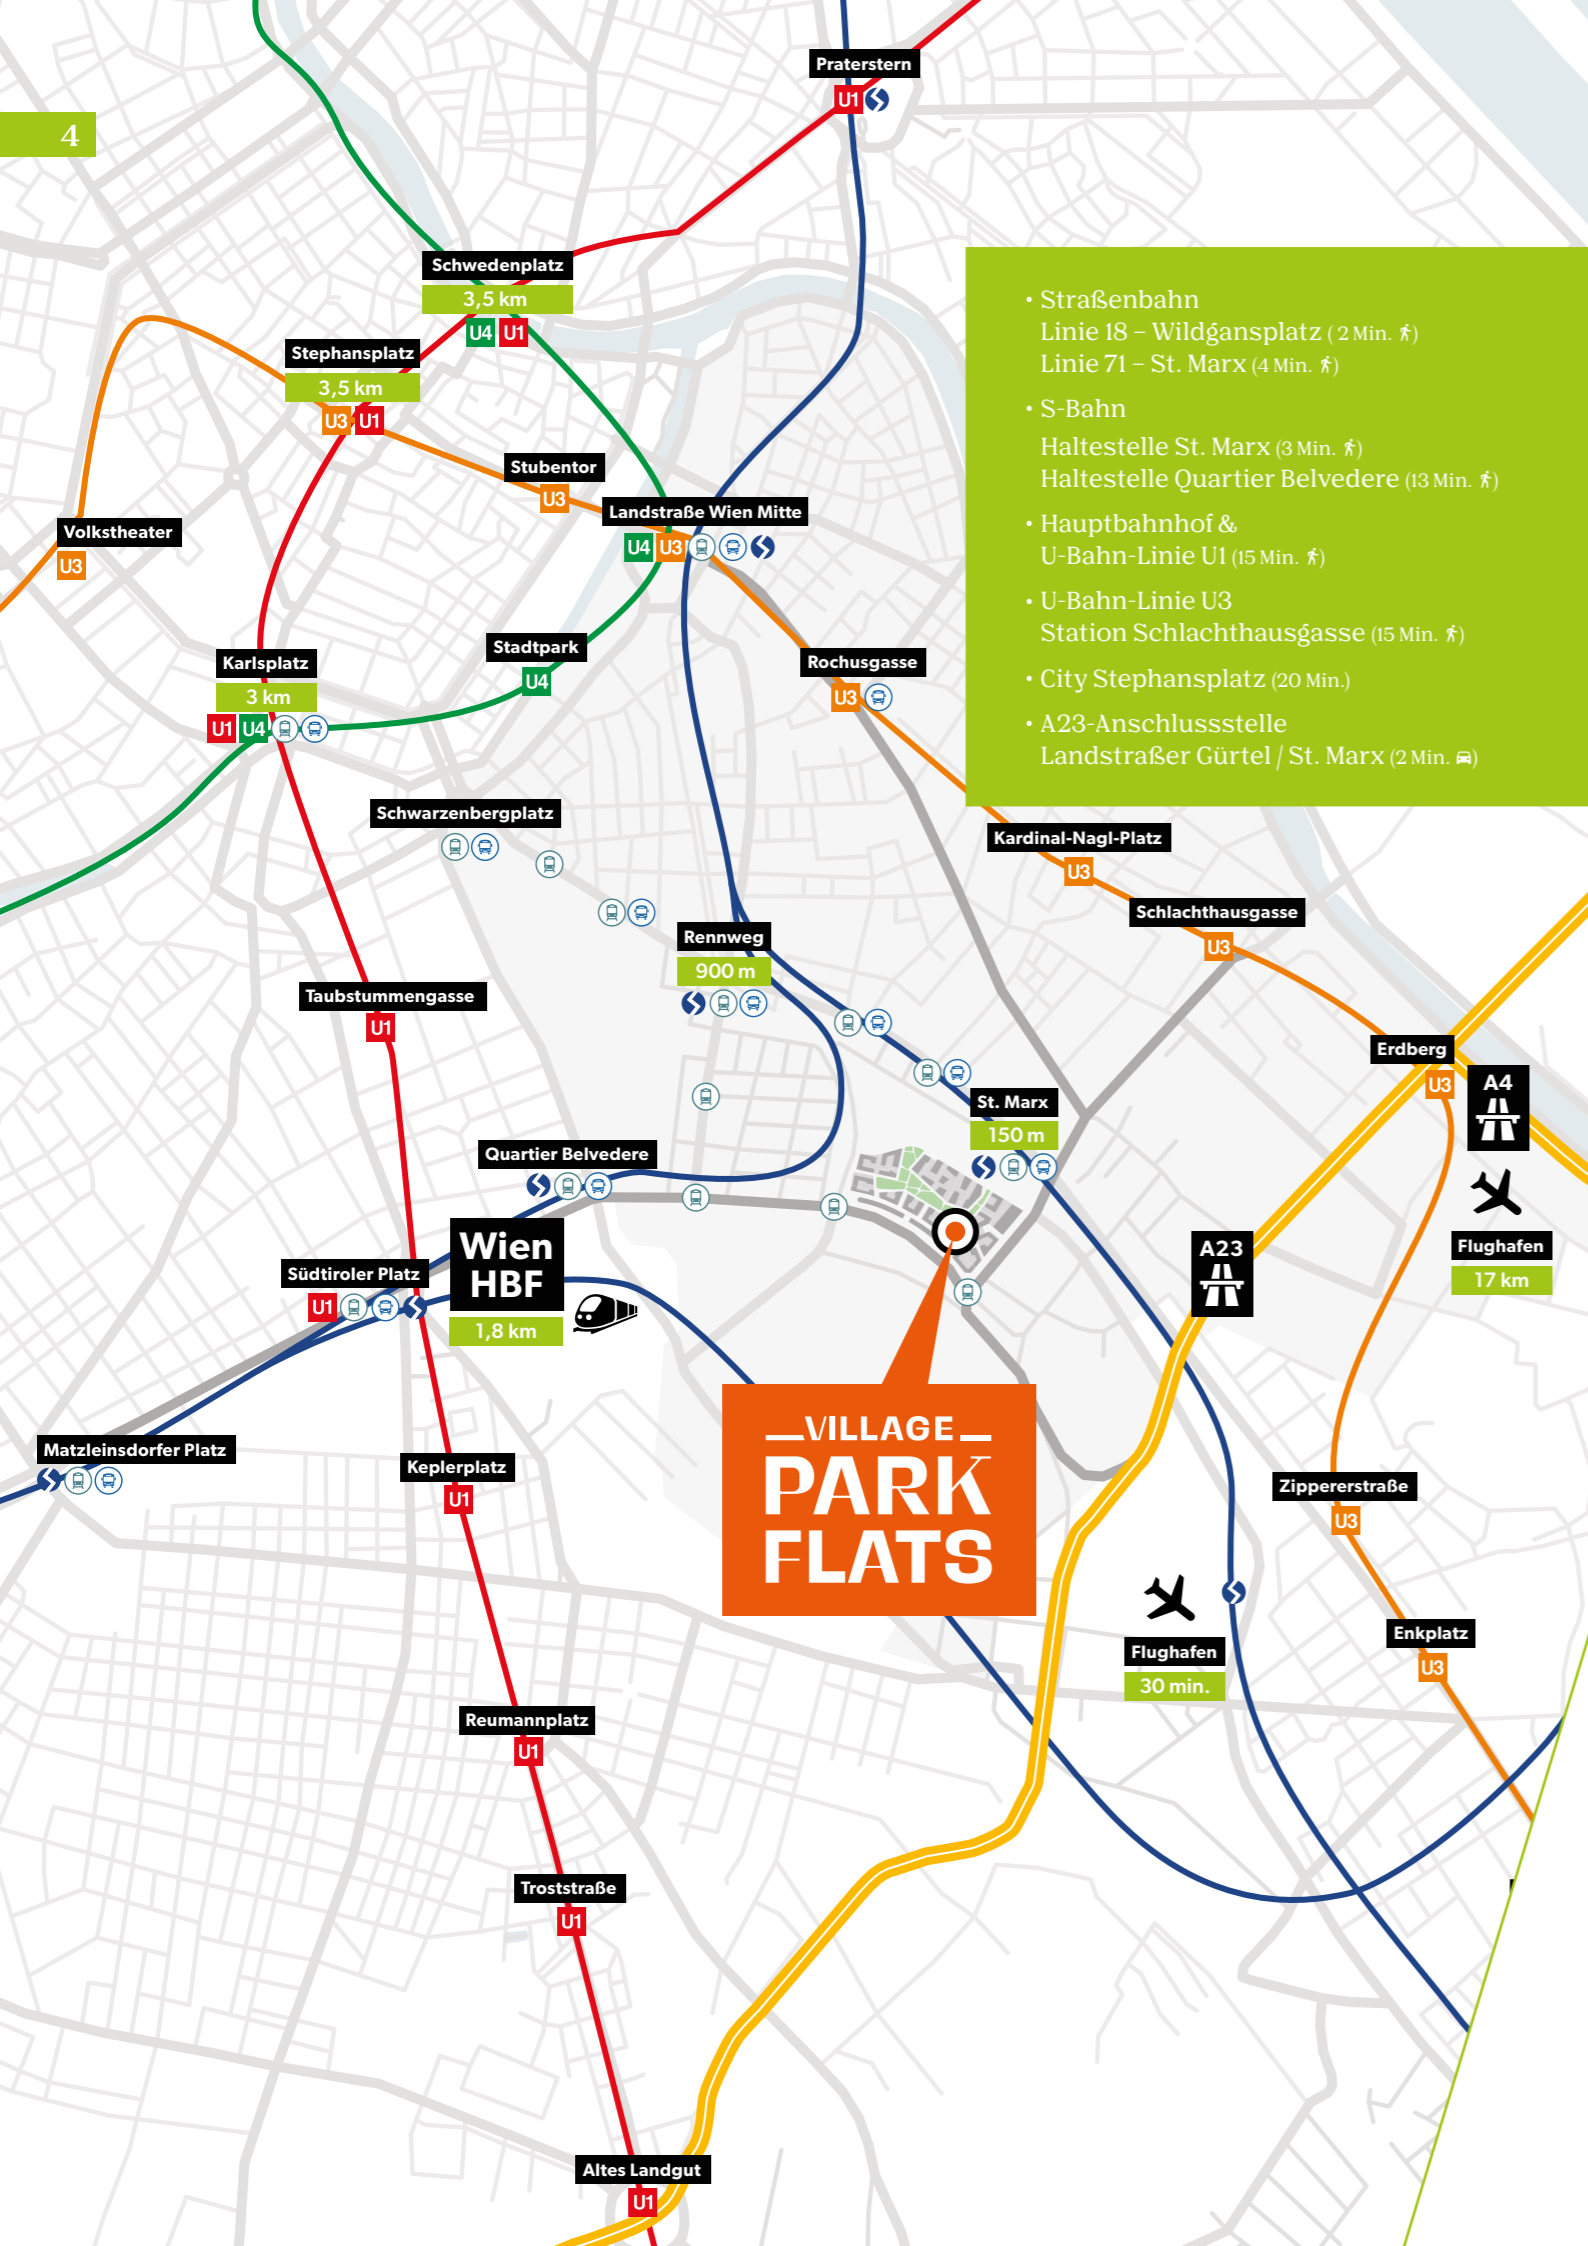 4
Praterstern
U1
Schwedenplatz
3,5 km
U4 U1
Stephansplatz
3,5 km
U3 U1
Stubentor
U3
Landstraße Wien Mitte
U4 U3
Volkstheater
U3
Karlsplatz
3 km
U1 U4
Stadtpark
U4
Rochusgasse
U3
• Straßenbahn
Linie 18 – Wildgansplatz ( 2 Min. )
Linie 71 – St. Marx (4 Min. )
• S-Bahn
Haltestelle St. Marx (3 Min. )
Haltestelle Quartier Belvedere (13 Min. )
• Hauptbahnhof &
U-Bahn-Linie U1 (15 Min. )
• U-Bahn-Linie U3
Station Schlachthausgasse (15 Min. )
• City Stephansplatz (20 Min.)
• A23-Anschlussstelle
Landstraßer Gürtel / St. Marx (2 Min. )
Schwarzenbergplatz
Kardinal-Nagl-Platz
U3
Schlachthausgasse
U3
Rennweg
900 m
Taubstummengasse
U1
Erdberg
U3
A4
St. Marx
150 m
Quartier Belvedere
Flughafen
17 km
A23
Wien
HBF
1,8 km
Südtiroler Platz
U1
Matzleinsdorfer Platz
Keplerplatz
U1
VILLAGE
PARK
FLATS
Zippererstraße
U3
Flughafen
30 min.
Enkplatz
U3
Reumannplatz
U1
Troststraße
U1
Altes Landgut
U1